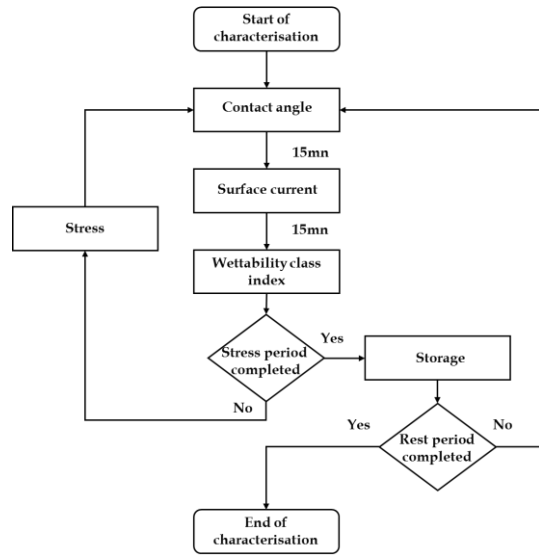 Start of
characterisation
Contact angle
15mn
Surface current
Stress
15mn
Wettability class
index
Yes
Stress period
completed
Storage
No
Yes
Rest period
completed
No
End of
characterisation